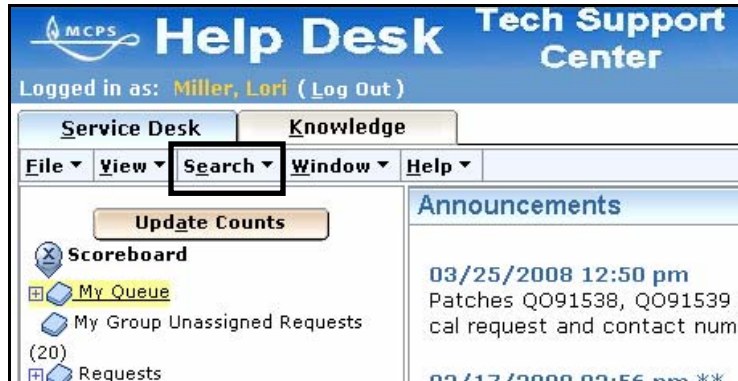 MCPS Help Desk
Tech Support Center
Logged in as: Miller, Lori ( Log Out )
Service Desk Knowledge
File View Search Window Help
Update Counts
Scoreboard
My Queue
My Group Unassigned Requests
(20)
Requests
Announcements
03/25/2008 12:50 pm
Patches QO91538, QO91539
cal request and contact num